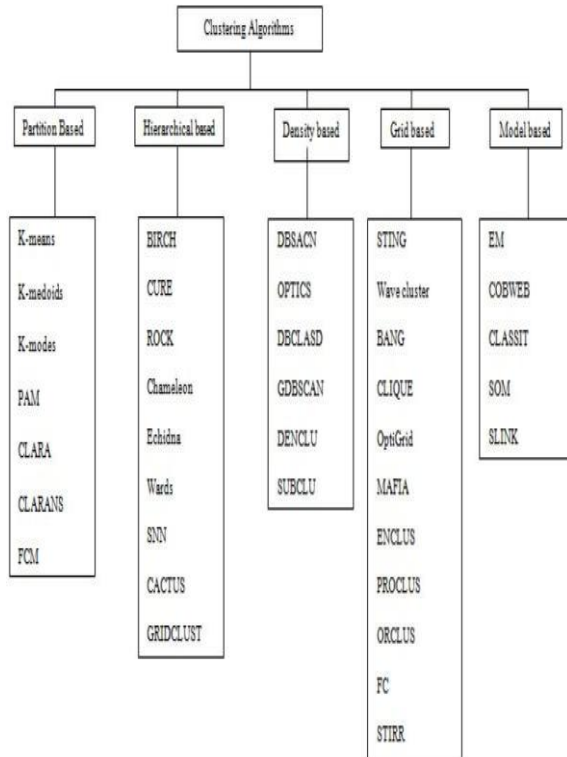 Clustering Algorithms
Partition Based
Hierarchical based
Density based
Grid based
Model based
K-means
K-medoids
K-modes
PAM
CLARA
CLARANS
FCM
BIRCH
CURE
ROCK
Chameleon
Echidna
Wards
SNN
CACTUS
GRIDCLUST
DBSACN
OPTICS
DBCLASD
GDBSCAN
DENCLU
SUBCLU
STING
Wave cluster
BANG
CLIQUE
OptiGrid
MAFIA
ENCLUS
PROCLUS
ORCLUS
FC
STIRR
EM
COBWEB
CLASSIT
SOM
SLINK